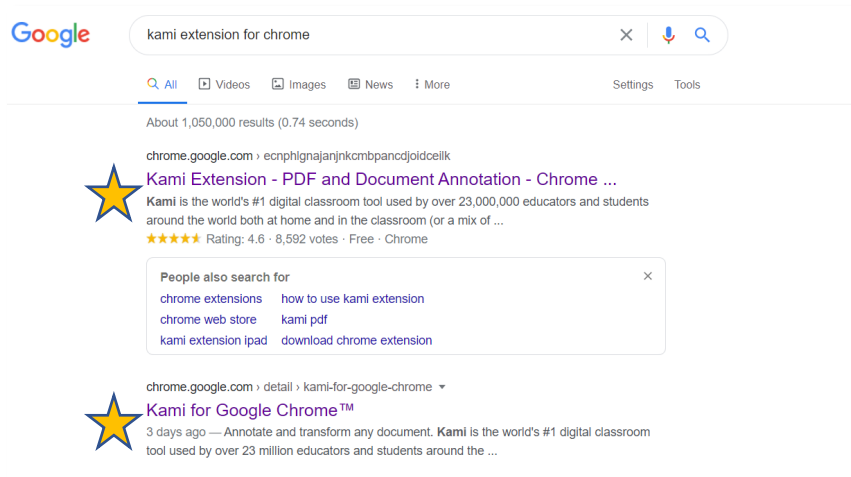 Google
kami extension for chrome
All Videos Images News More Settings Tools
About 1,050,000 results (0.74 seconds)
chrome.google.com › ecnphlgnajanjnkcmbpancdjoidceilk
Kami Extension - PDF and Document Annotation - Chrome ...
Kami is the world's #1 digital classroom tool used by over 23,000,000 educators and students
around the world both at home and in the classroom (or a mix of ...
Rating: 4.6 · 8,592 votes · Free · Chrome
People also search for
chrome extensions how to use kami extension
chrome web store kami pdf
kami extension ipad download chrome extension
chrome.google.com › detail › kami-for-google-chrome
Kami for Google Chrome™
3 days ago — Annotate and transform any document. Kami is the world's #1 digital classroom
tool used by over 23 million educators and students around the ...